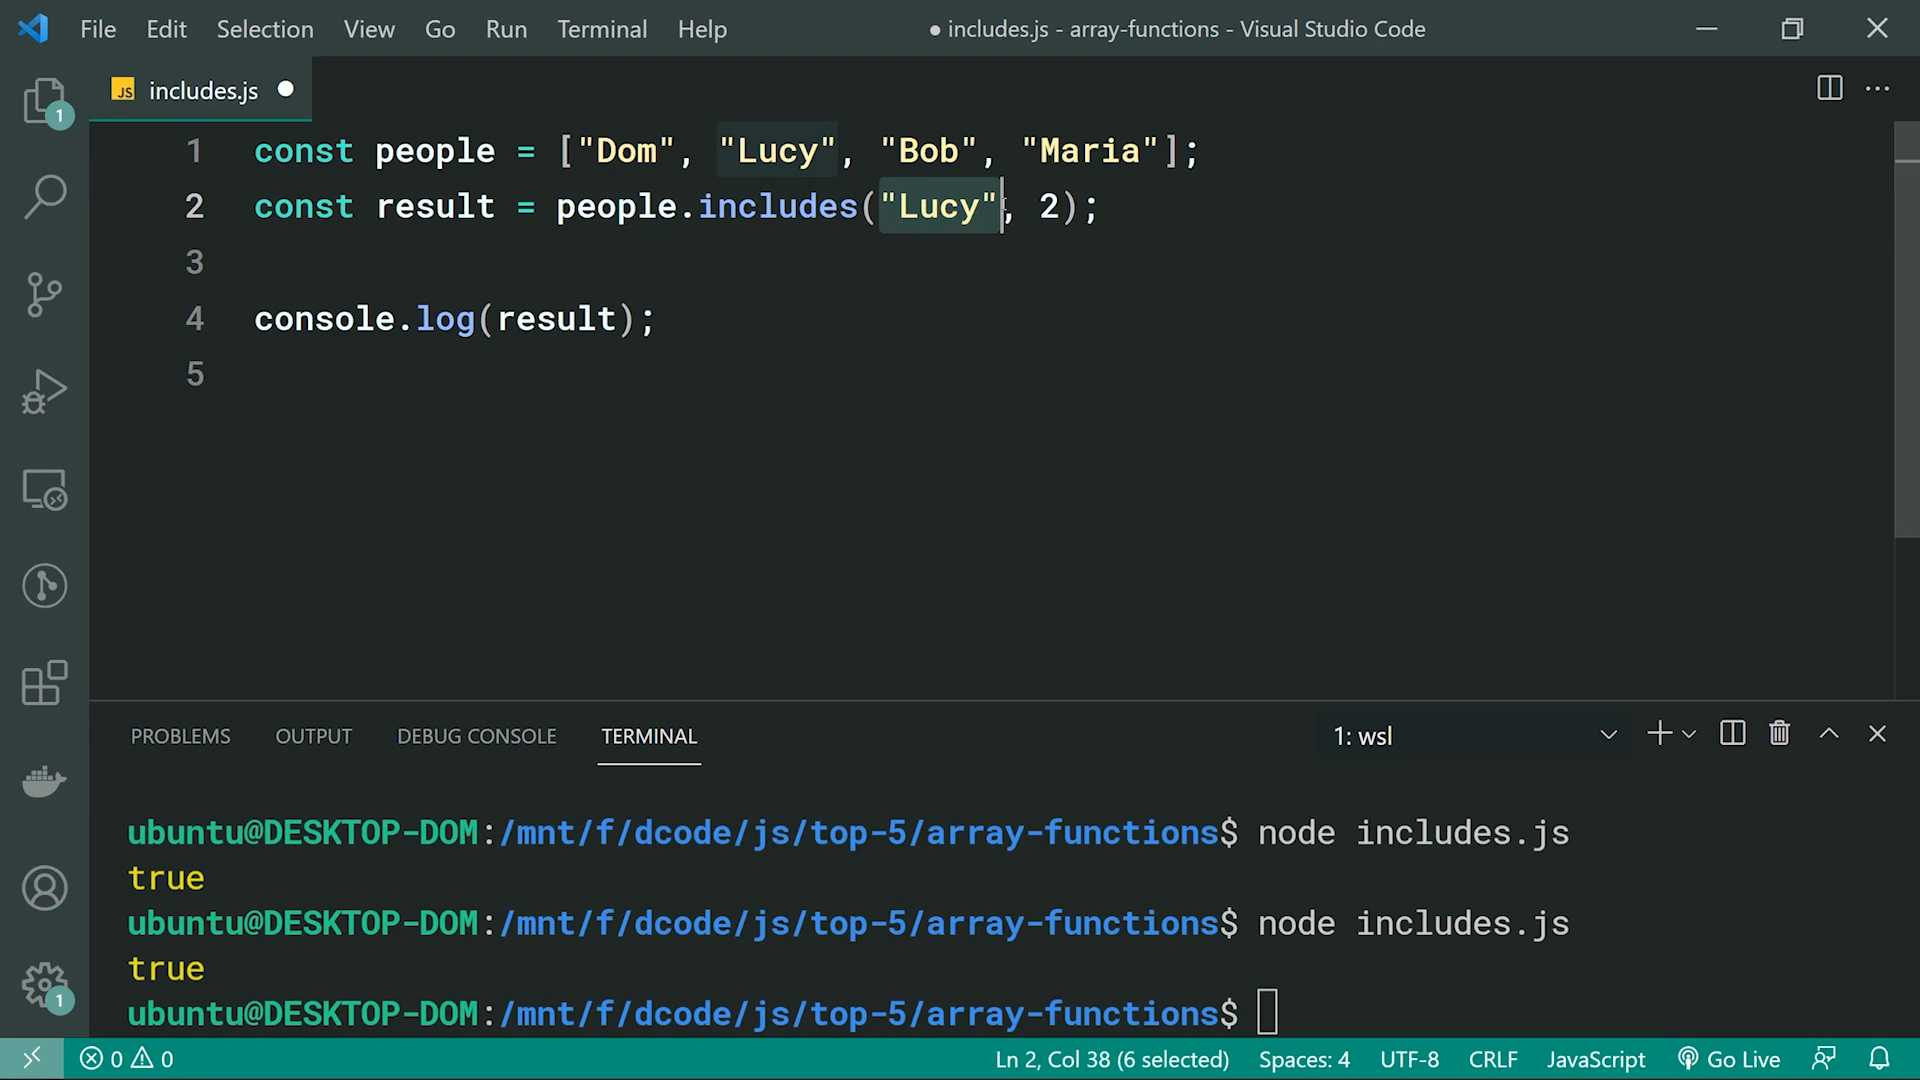 File Edit Selection View Go Run Terminal Help ● includes.js - array-functions - Visual Studio Code
JS includes.js
1
1 const people = ["Dom", "Lucy", "Bob", "Maria"];
2 const result = people.includes("Lucy", 2);
3
4 console.log(result);
5
PROBLEMS OUTPUT DEBUG CONSOLE TERMINAL 1: wsl
ubuntu@DESKTOP-DOM:/mnt/f/dcode/js/top-5/array-functions$ node includes.js
true
ubuntu@DESKTOP-DOM:/mnt/f/dcode/js/top-5/array-functions$ node includes.js
true
1
ubuntu@DESKTOP-DOM:/mnt/f/dcode/js/top-5/array-functions$
0 0 Ln 2, Col 38 (6 selected) Spaces: 4 UTF-8 CRLF JavaScript Go Live